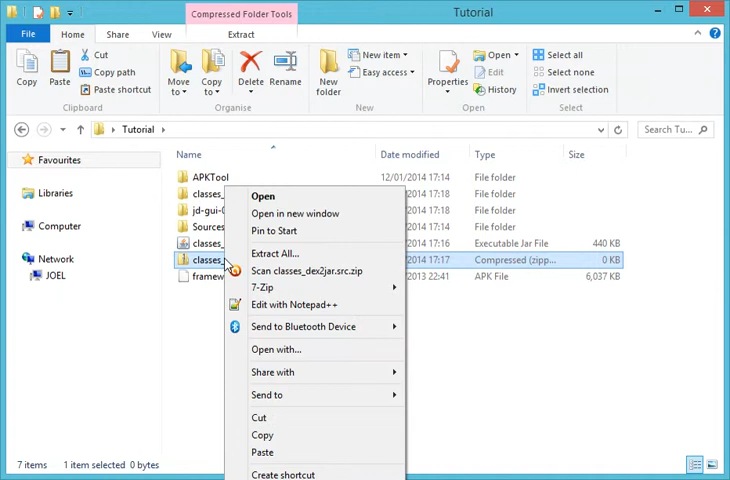 Compressed Folder Tools
Tutorial
File
Home
Share
View
Extract
Copy
Paste
Cut
Copy path
Paste shortcut
Clipboard
Move to
Copy to
Delete
Rename
Organise
New folder
New item
Easy access
New
Properties
Open
Edit
History
Open
Select all
Select none
Invert selection
Select
Tutorial
Search Tu...
Favourites
Libraries
Computer
Network
JOEL
Name
Date modified
Type
Size
APKTool
12/01/2014 17:14
File folder
classes_
2014 17:18
File folder
jd-gui-0
2014 17:18
File folder
Sources
2014 17:14
File folder
classes_
2014 17:16
Executable Jar File
440 KB
classes_
2014 17:17
Compressed (zipp...
0 KB
framew
2013 22:41
APK File
6,037 KB
Open
Open in new window
Pin to Start
Extract All...
Scan classes_dex2jar.src.zip
7-Zip
Edit with Notepad++
Send to Bluetooth Device
Open with...
Share with
Send to
Cut
Copy
Paste
Create shortcut
7 items
1 item selected 0 bytes